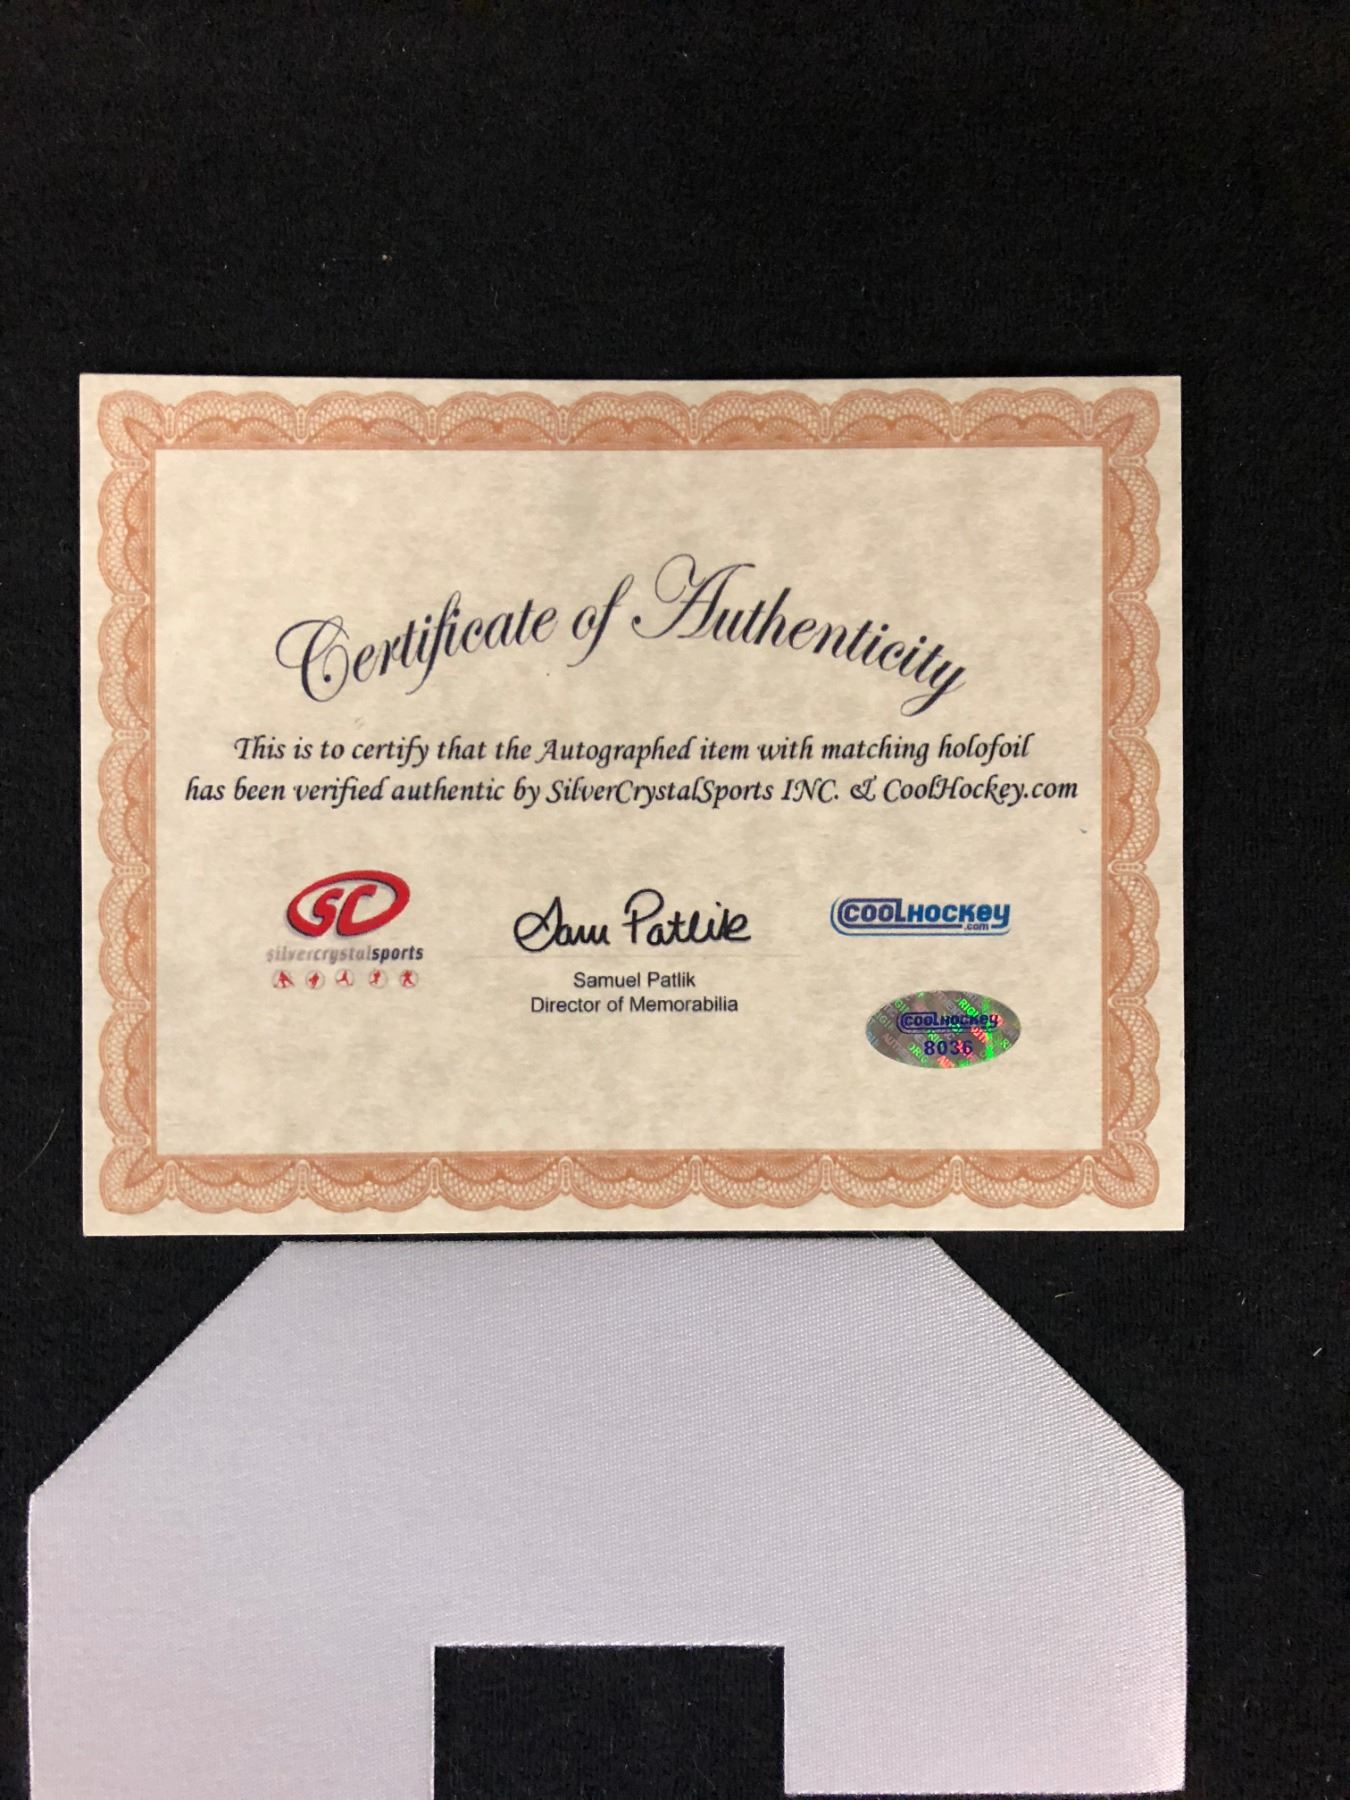 Certificate of Authenticity
This is to certify that the Autographed item with matching holofoil
has been verified authentic by SilverCrystalSports INC. & CoolHockey.com
SC
silvercrystalsports
Sam Patlik
Samuel Patlik
Director of Memorabilia
COOLHOCKEY
.com
COOLHOCKEY
8036